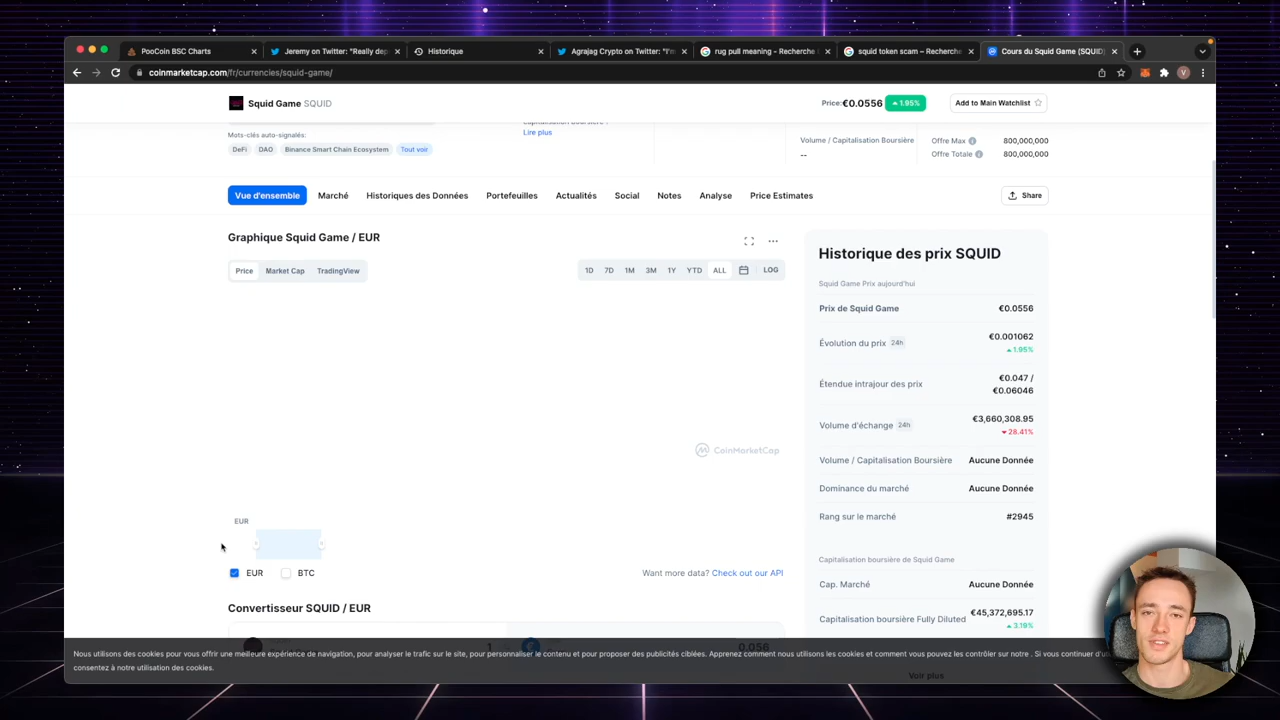 PooCoin BSC Charts
Jeremy on Twitter: "Really dep
Historique
Agrajag Crypto on Twitter: "I'm
rug pull meaning - Recherche
squid token scam – Recherche
Cours du Squid Game (SQUID)
coinmarketcap.com/fr/currencies/squid-game/
V
Squid Game SQUID
Price: €0.0556
1.95%
Add to Main Watchlist
Mots-clés auto-signalés:
DeFi
DAO
Binance Smart Chain Ecosystem
Tout voir
Lire plus
Volume / Capitalisation Boursière
--
Offre Max 800,000,000
Offre Totale 800,000,000
Vue d'ensemble
Marché
Historiques des Données
Portefeuilles
Actualités
Social
Notes
Analyse
Price Estimates
Share
Graphique Squid Game / EUR
Price
Market Cap
TradingView
1D
7D
1M
3M
1Y
YTD
ALL
LOG
CoinMarketCap
EUR
EUR
BTC
Want more data? Check out our API
Convertisseur SQUID / EUR
Historique des prix SQUID
Squid Game Prix aujourd'hui
Prix de Squid Game €0.0556
Évolution du prix 24h €0.001062
1.95%
Étendue intrajour des prix €0.047 /
€0.06046
Volume d'échange 24h €3,660,308.95
28.41%
Volume / Capitalisation Boursière Aucune Donnée
Dominance du marché Aucune Donnée
Rang sur le marché #2945
Capitalisation boursière de Squid Game
Cap. Marché Aucune Donnée
Capitalisation boursière Fully Diluted €45,372,695.17
3.19%
Voir plus
Nous utilisons des cookies pour vous offrir une meilleure expérience de navigation, pour analyser le trafic sur le site, pour personnaliser le contenu et pour proposer des publicités ciblées. Apprenez comment nous utilisons les cookies et comment vous pouvez les contrôler sur notre . Si vous continuez d'u
consentez à notre utilisation des cookies.